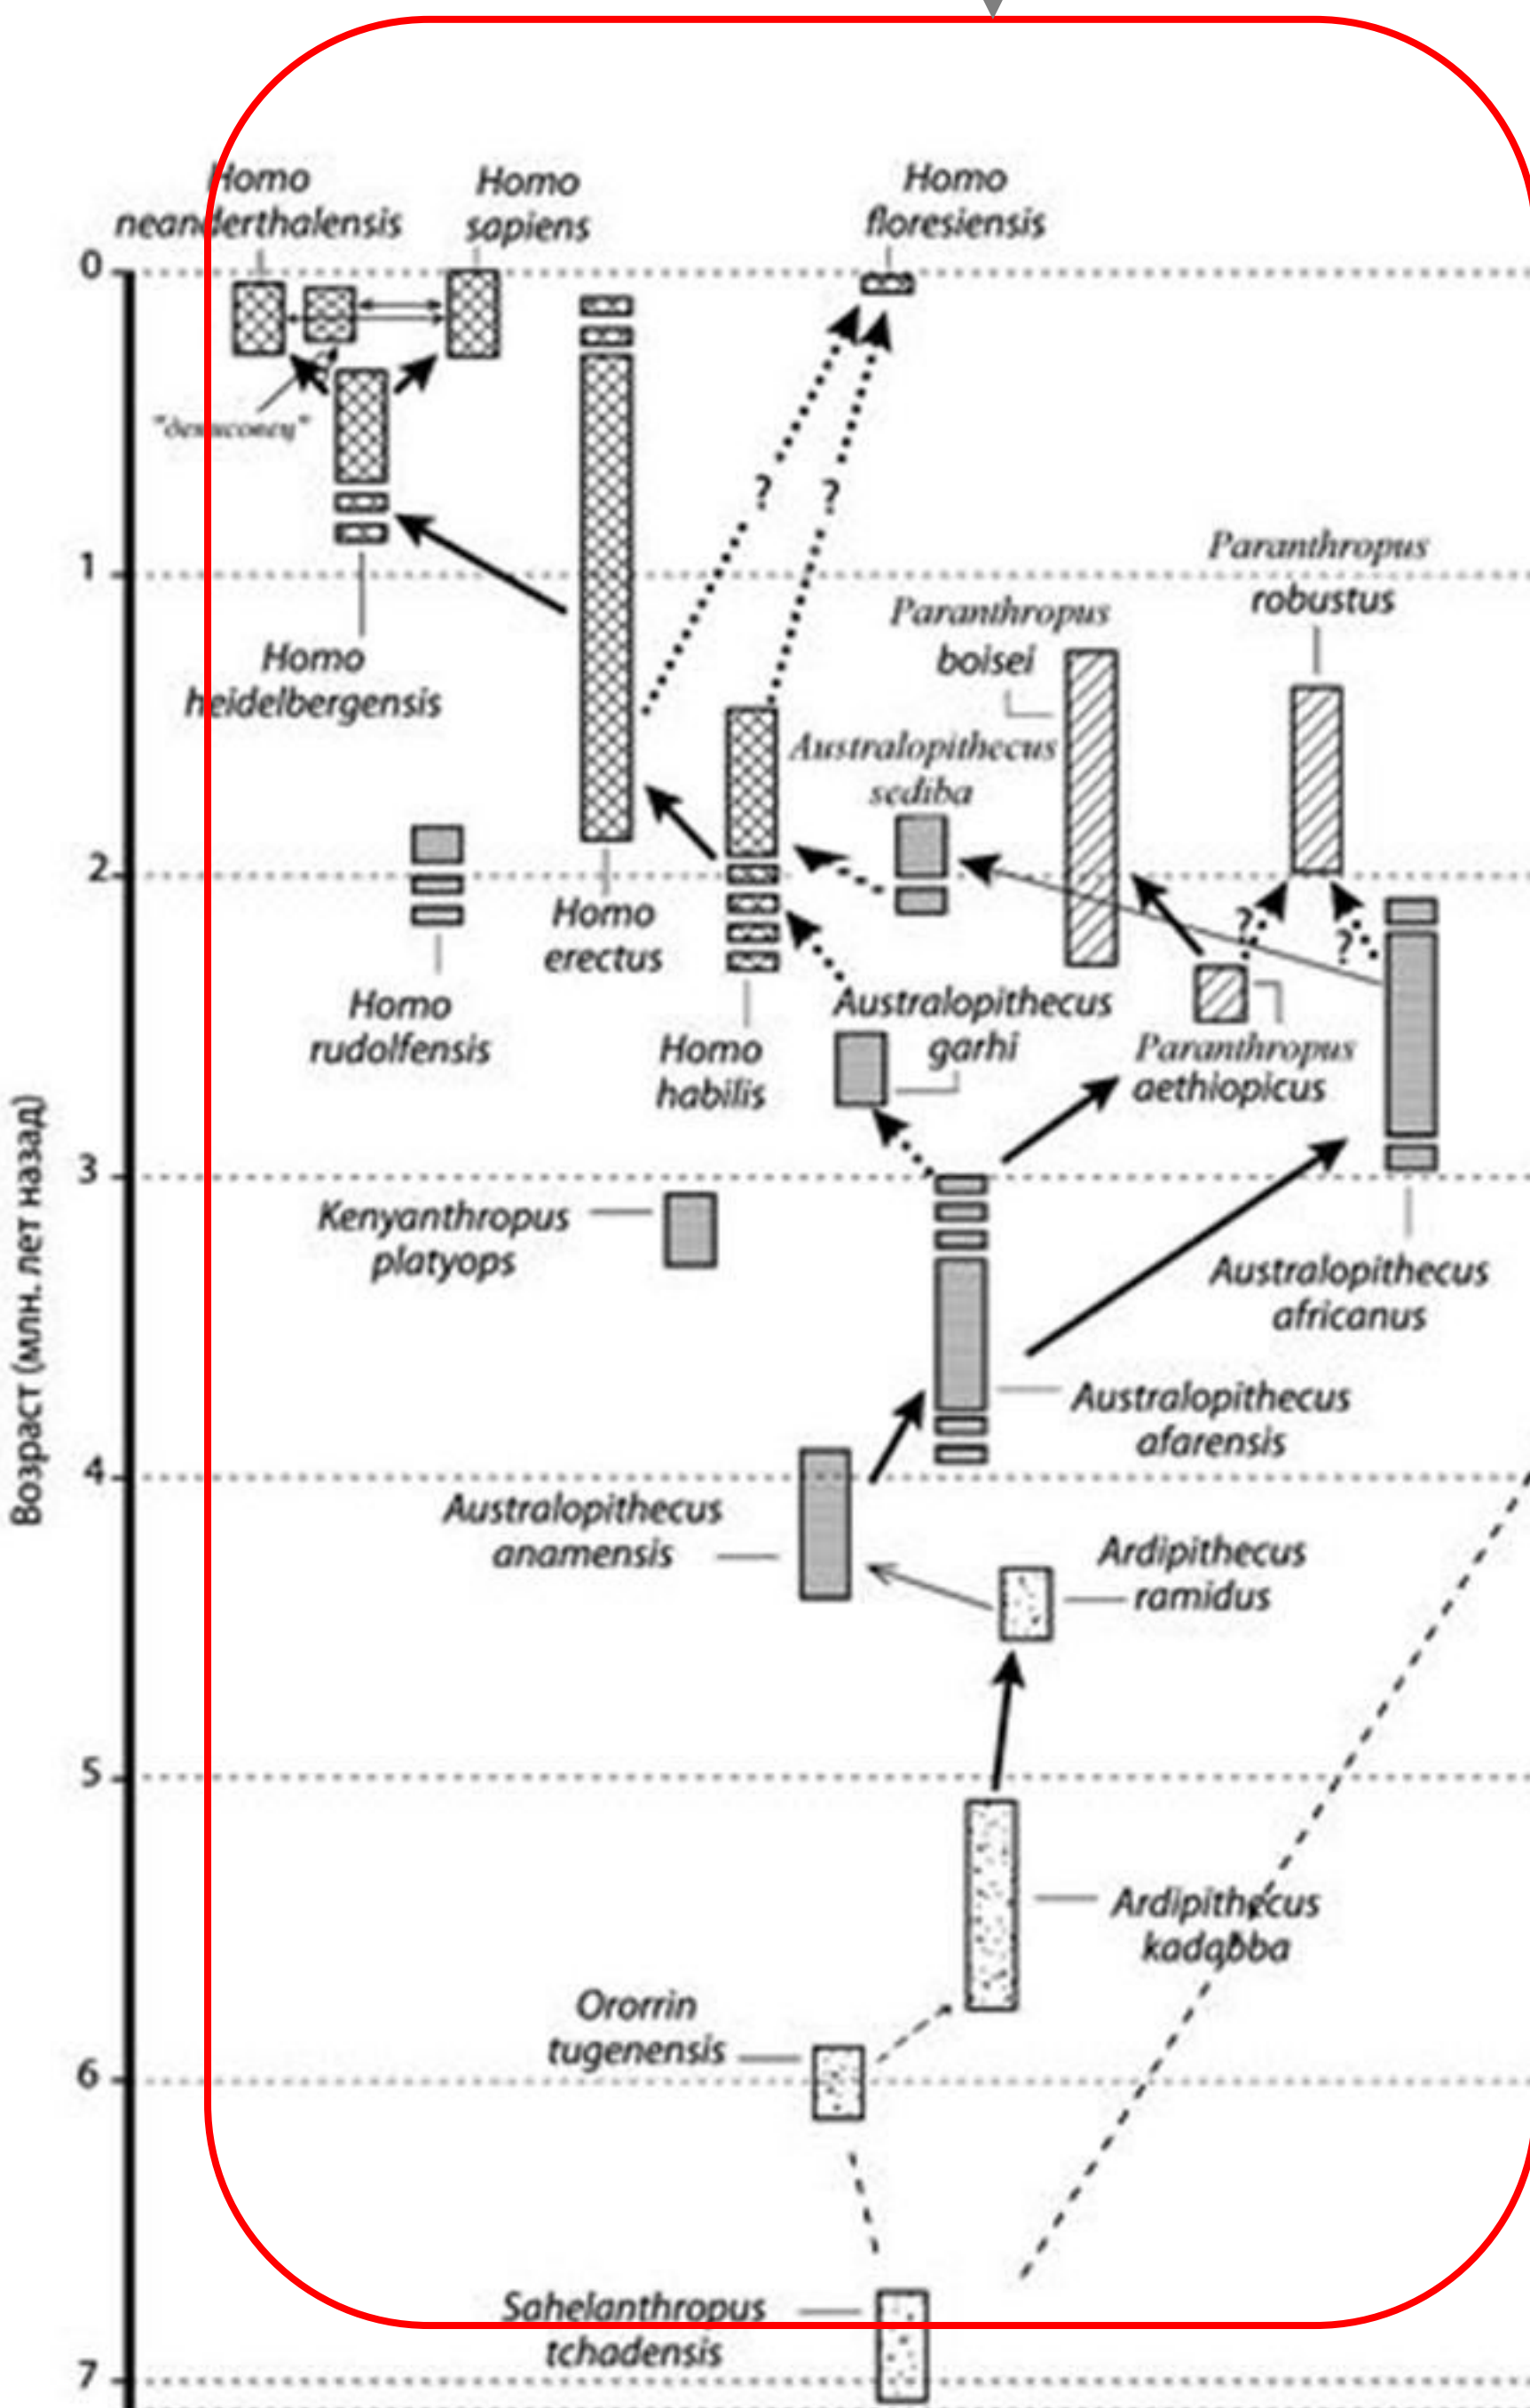 Homo
neanderthalensis
Homo
sapiens
Homo
floresiensis
0
"денисовец"
?
?
1
Paranthropus
robustus
Paranthropus
boisei
Homo
heidelbergensis
Australopithecus
sediba
2
Homo
erectus
?
?
Homo
rudolfensis
Homo
habilis
Australopithecus
garhi
Paranthropus
aethiopicus
3
Kenyanthropus
platyops
Australopithecus
africanus
Australopithecus
afarensis
4
Australopithecus
anamensis
Ardipithecus
ramidus
5
Ardipithecus
kadabba
Ororrin
tugenensis
6
Sahelanthropus
tchadensis
7
Возраст (млн. лет назад)